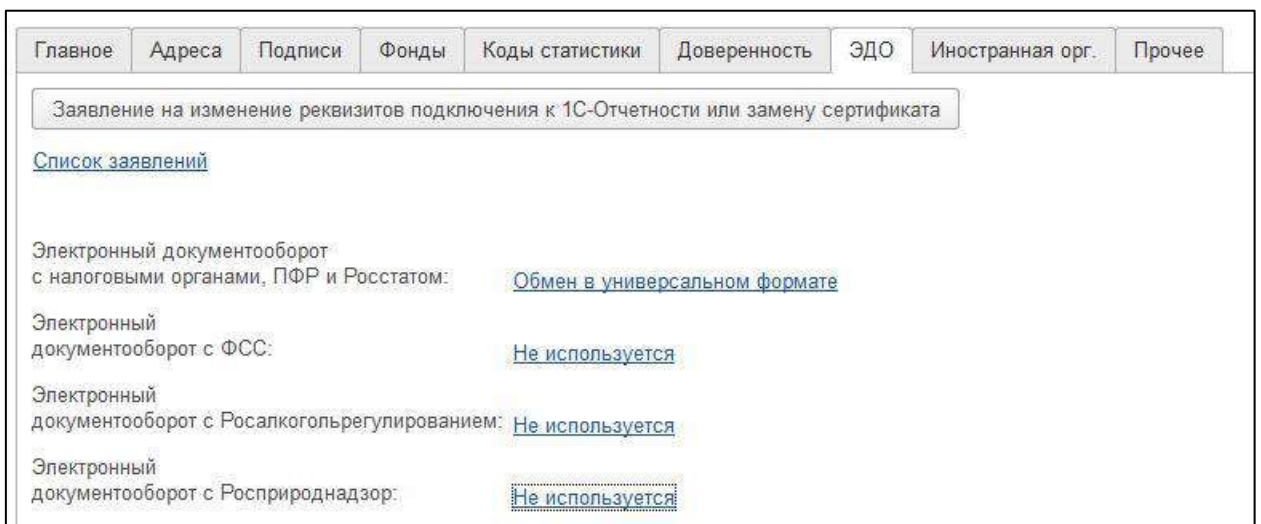 Главное Адреса Подписи Фонды Коды статистики Доверенность ЭДО Иностранная орг. Прочее
Заявление на изменение реквизитов подключения к 1С-Отчетности или замену сертификата
Список заявлений
Электронный документооборот
с налоговыми органами, ПФР и Росстатом: Обмен в универсальном формате
Электронный
документооборот с ФСС: Не используется
Электронный
документооборот с Росалкогольрегулированием: Не используется
Электронный
документооборот с Росприроднадзор: Не используется